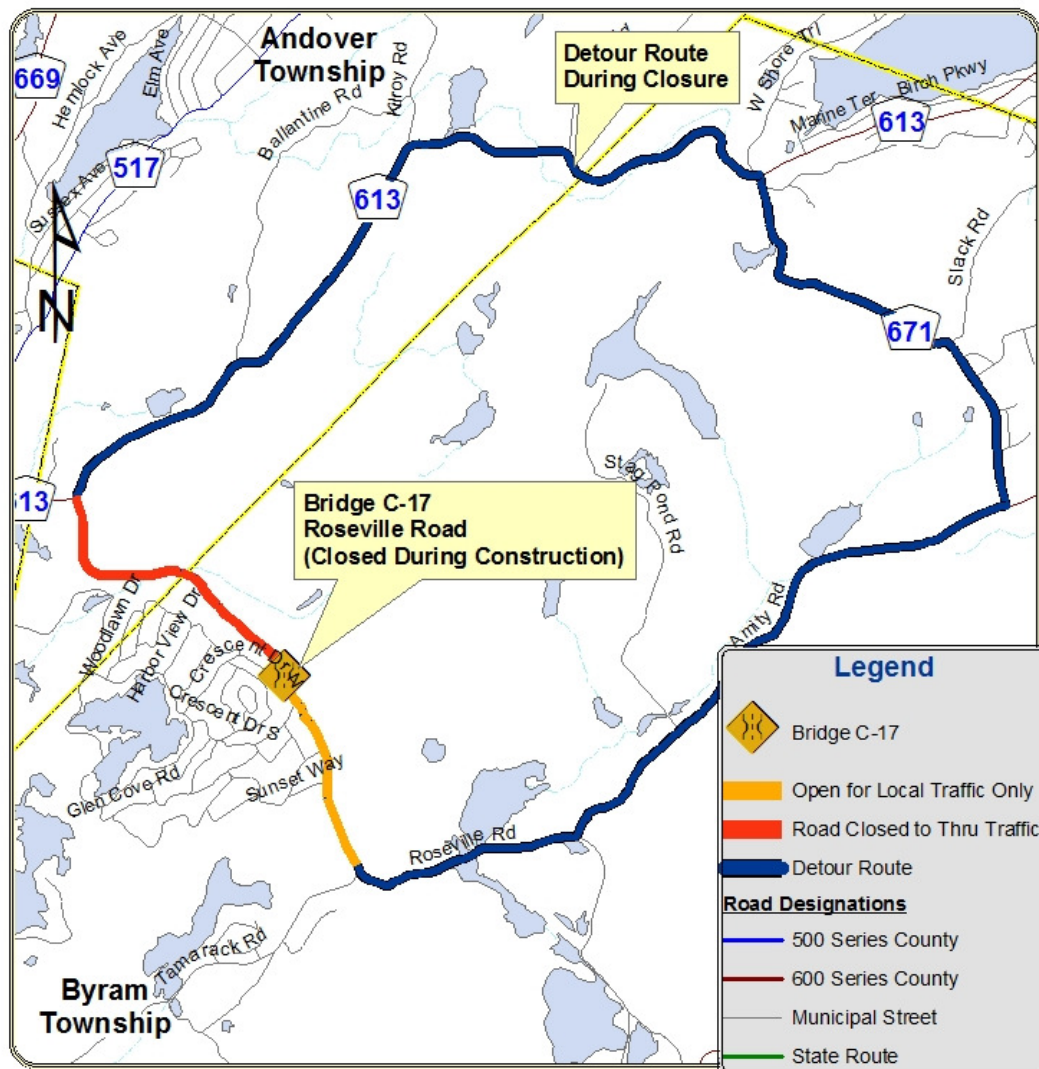 Andover
Township
669
Hemlock Ave
Elm Ave
Ballantine Rd
Kilroy Rd
Detour Route
During Closure
Rd
W Shore Trl
Marine Ter
Birch Pkwy
613
517
Sussex Ave
613
N
Slack Rd
671
Bridge C-17
Roseville Road
(Closed During Construction)
Stag Pond Rd
Woodlawn Dr
Harbor View Dr
Crescent Dr W
Crescent Dr S
Glen Cove Rd
Sunset Way
Amity Rd
Roseville Rd
Tamarack Rd
Byram
Township
Legend
Bridge C-17
Open for Local Traffic Only
Road Closed to Thru Traffic
Detour Route
Road Designations
500 Series County
600 Series County
Municipal Street
State Route